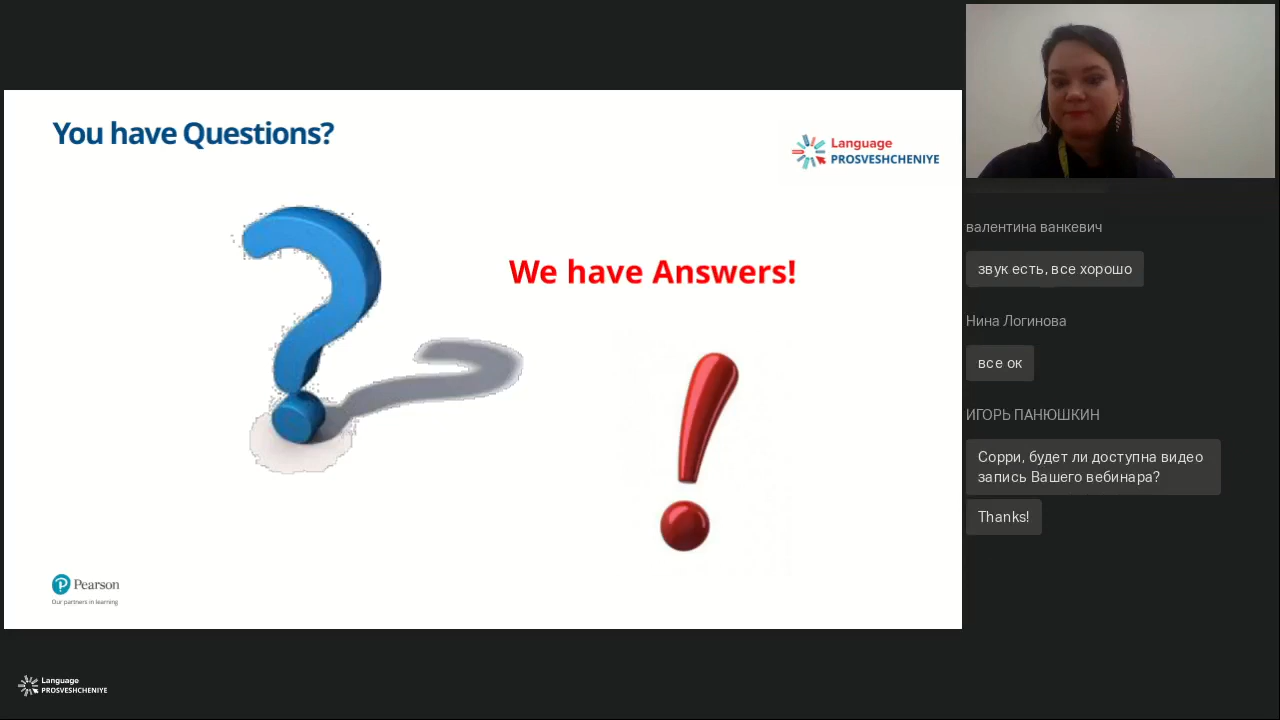 You have Questions?
Language
PROSVESHCHENIYE
We have Answers!
Pearson
Our partners in learning
Language
PROSVESHCHENIYE
валентина ванкевич
звук есть, все хорошо
Нина Логинова
все ок
ИГОРЬ ПАНЮШКИН
Сорри, будет ли доступна видео
запись Вашего вебинара?
Thanks!